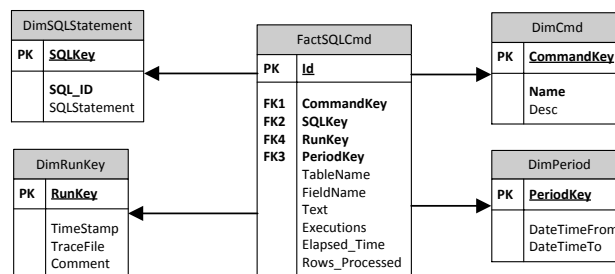 DimSQLStatement
PK SQLKey
SQL_ID
SQLStatement
FactSQLCmd
PK Id
FK1 CommandKey
FK2 SQLKey
FK4 RunKey
FK3 PeriodKey
TableName
FieldName
Text
Executions
Elapsed_Time
Rows_Processed
DimCmd
PK CommandKey
Name
Desc
DimRunKey
PK RunKey
TimeStamp
TraceFile
Comment
DimPeriod
PK PeriodKey
DateTimeFrom
DateTimeTo